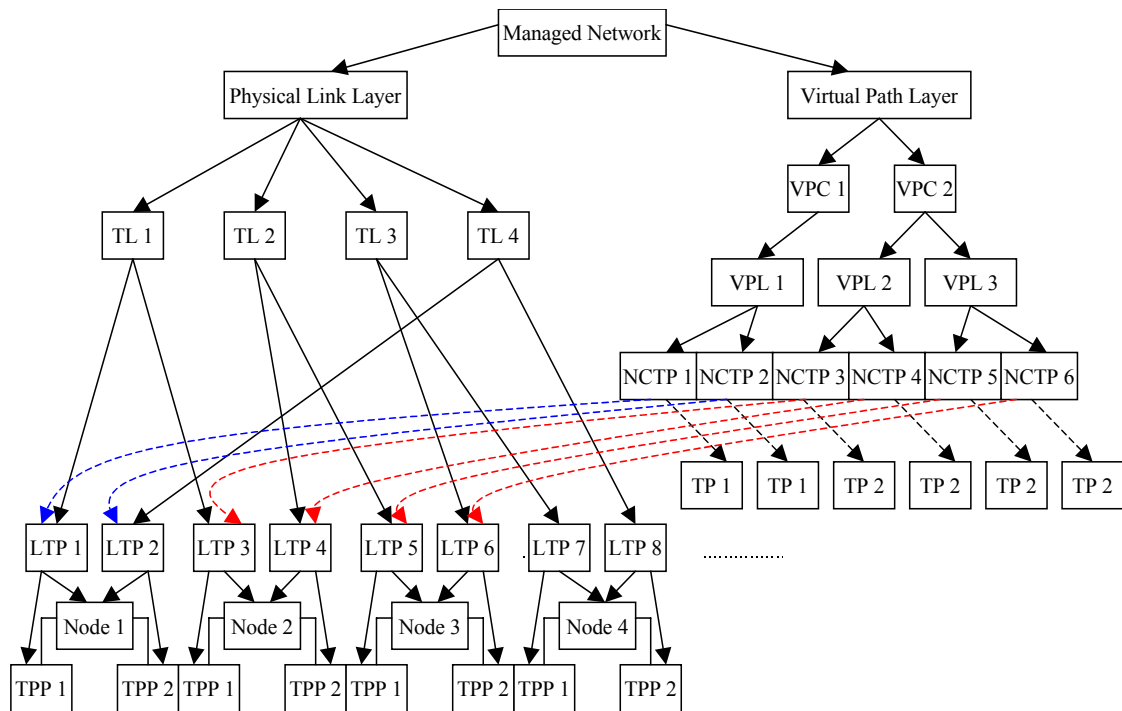 Managed Network
Physical Link Layer
Virtual Path Layer
VPC 1
VPC 2
TL 1
TL 2
TL 3
TL 4
VPL 1
VPL 2
VPL 3
NCTP 1
NCTP 2
NCTP 3
NCTP 4
NCTP 5
NCTP 6
TP 1
TP 1
TP 2
TP 2
TP 2
TP 2
LTP 1
LTP 2
LTP 3
LTP 4
LTP 5
LTP 6
LTP 7
LTP 8
Node 1
Node 2
Node 3
Node 4
TPP 1
TPP 2
TPP 1
TPP 2
TPP 1
TPP 2
TPP 1
TPP 2